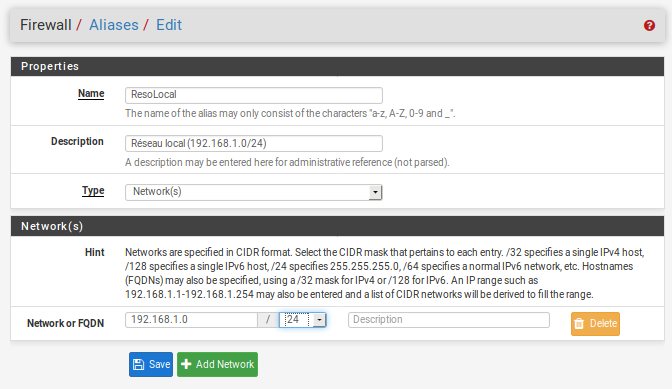 Firewall / Aliases / Edit
Properties
Name
ResoLocal
The name of the alias may only consist of the characters "a-z, A-Z, 0-9 and _".
Description
Réseau local (192.168.1.0/24)
A description may be entered here for administrative reference (not parsed).
Type
Network(s)
Network(s)
Hint
Networks are specified in CIDR format. Select the CIDR mask that pertains to each entry. /32 specifies a single IPv4 host,
/128 specifies a single IPv6 host, /24 specifies 255.255.255.0, /64 specifies a normal IPv6 network, etc. Hostnames
(FQDNs) may also be specified, using a /32 mask for IPv4 or /128 for IPv6. An IP range such as
192.168.1.1-192.168.1.254 may also be entered and a list of CIDR networks will be derived to fill the range.
Network or FQDN
192.168.1.0 / 24 Description Delete
Save Add Network